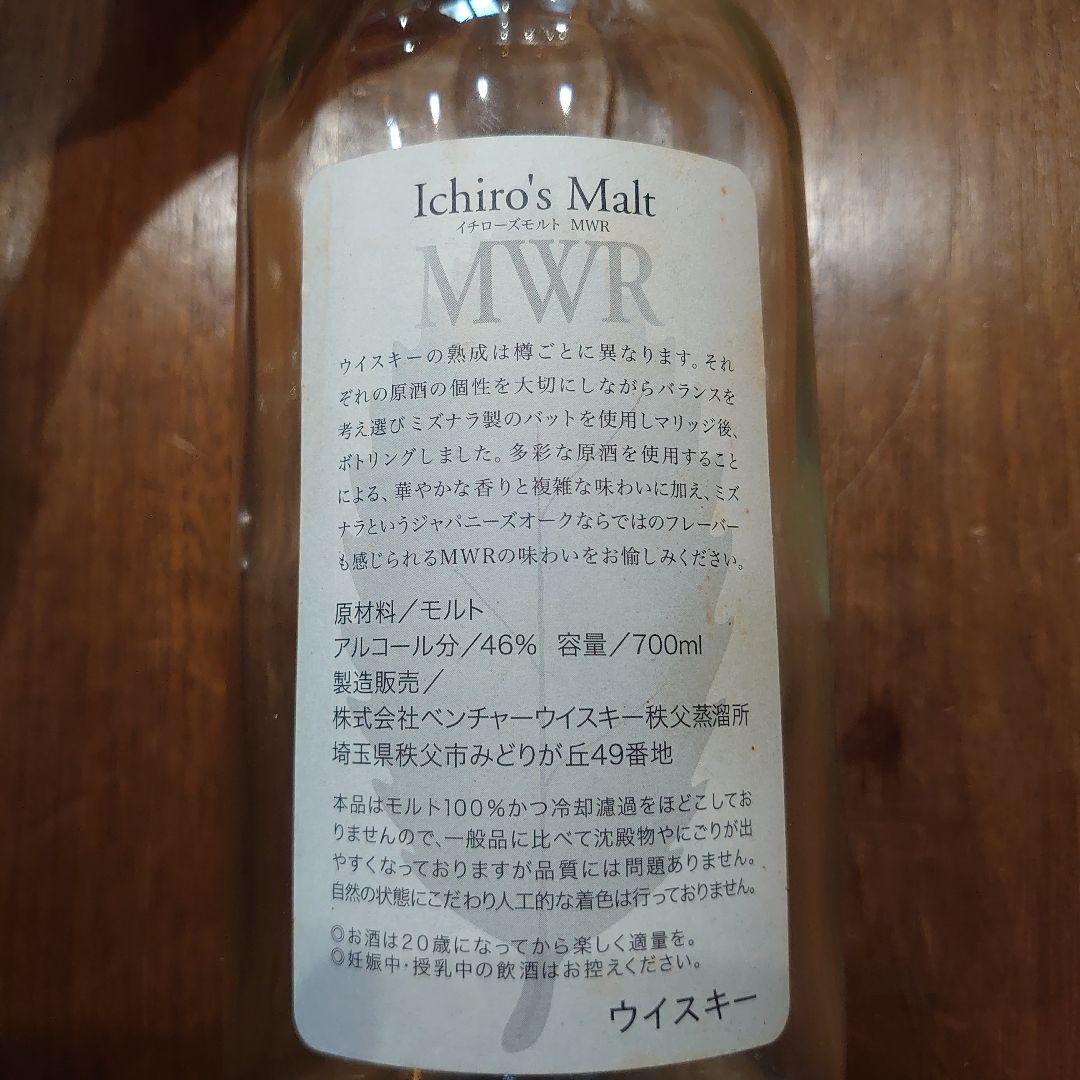 Ichiro's Malt
イチローズモルト MWR
MWR
ウイスキーの熟成は樽ごとに異なります。それ
ぞれの原酒の個性を大切にしながらバランスを
考え選びミズナラ製のバットを使用しマリッジ後、
ボトリングしました。多彩な原酒を使用すること
による、華やかな香りと複雑な味わいに加え、ミズ
ナラというジャパニーズオークならではのフレーバー
も感じられるMWRの味わいをお愉しみください。
原材料／モルト
アルコール分／46% 容量／700ml
製造販売／
株式会社ベンチャーウイスキー秩父蒸溜所
埼玉県秩父市みどりが丘49番地
本品はモルト100%かつ冷却濾過をほどこしてお
りませんので、一般品に比べて沈殿物やにごりが出
やすくなっておりますが品質には問題ありません。
自然の状態にこだわり人工的な着色は行っておりません。
◎お酒は20歳になってから楽しく適量を。
◎妊娠中・授乳中の飲酒はお控えください。
ウイスキー